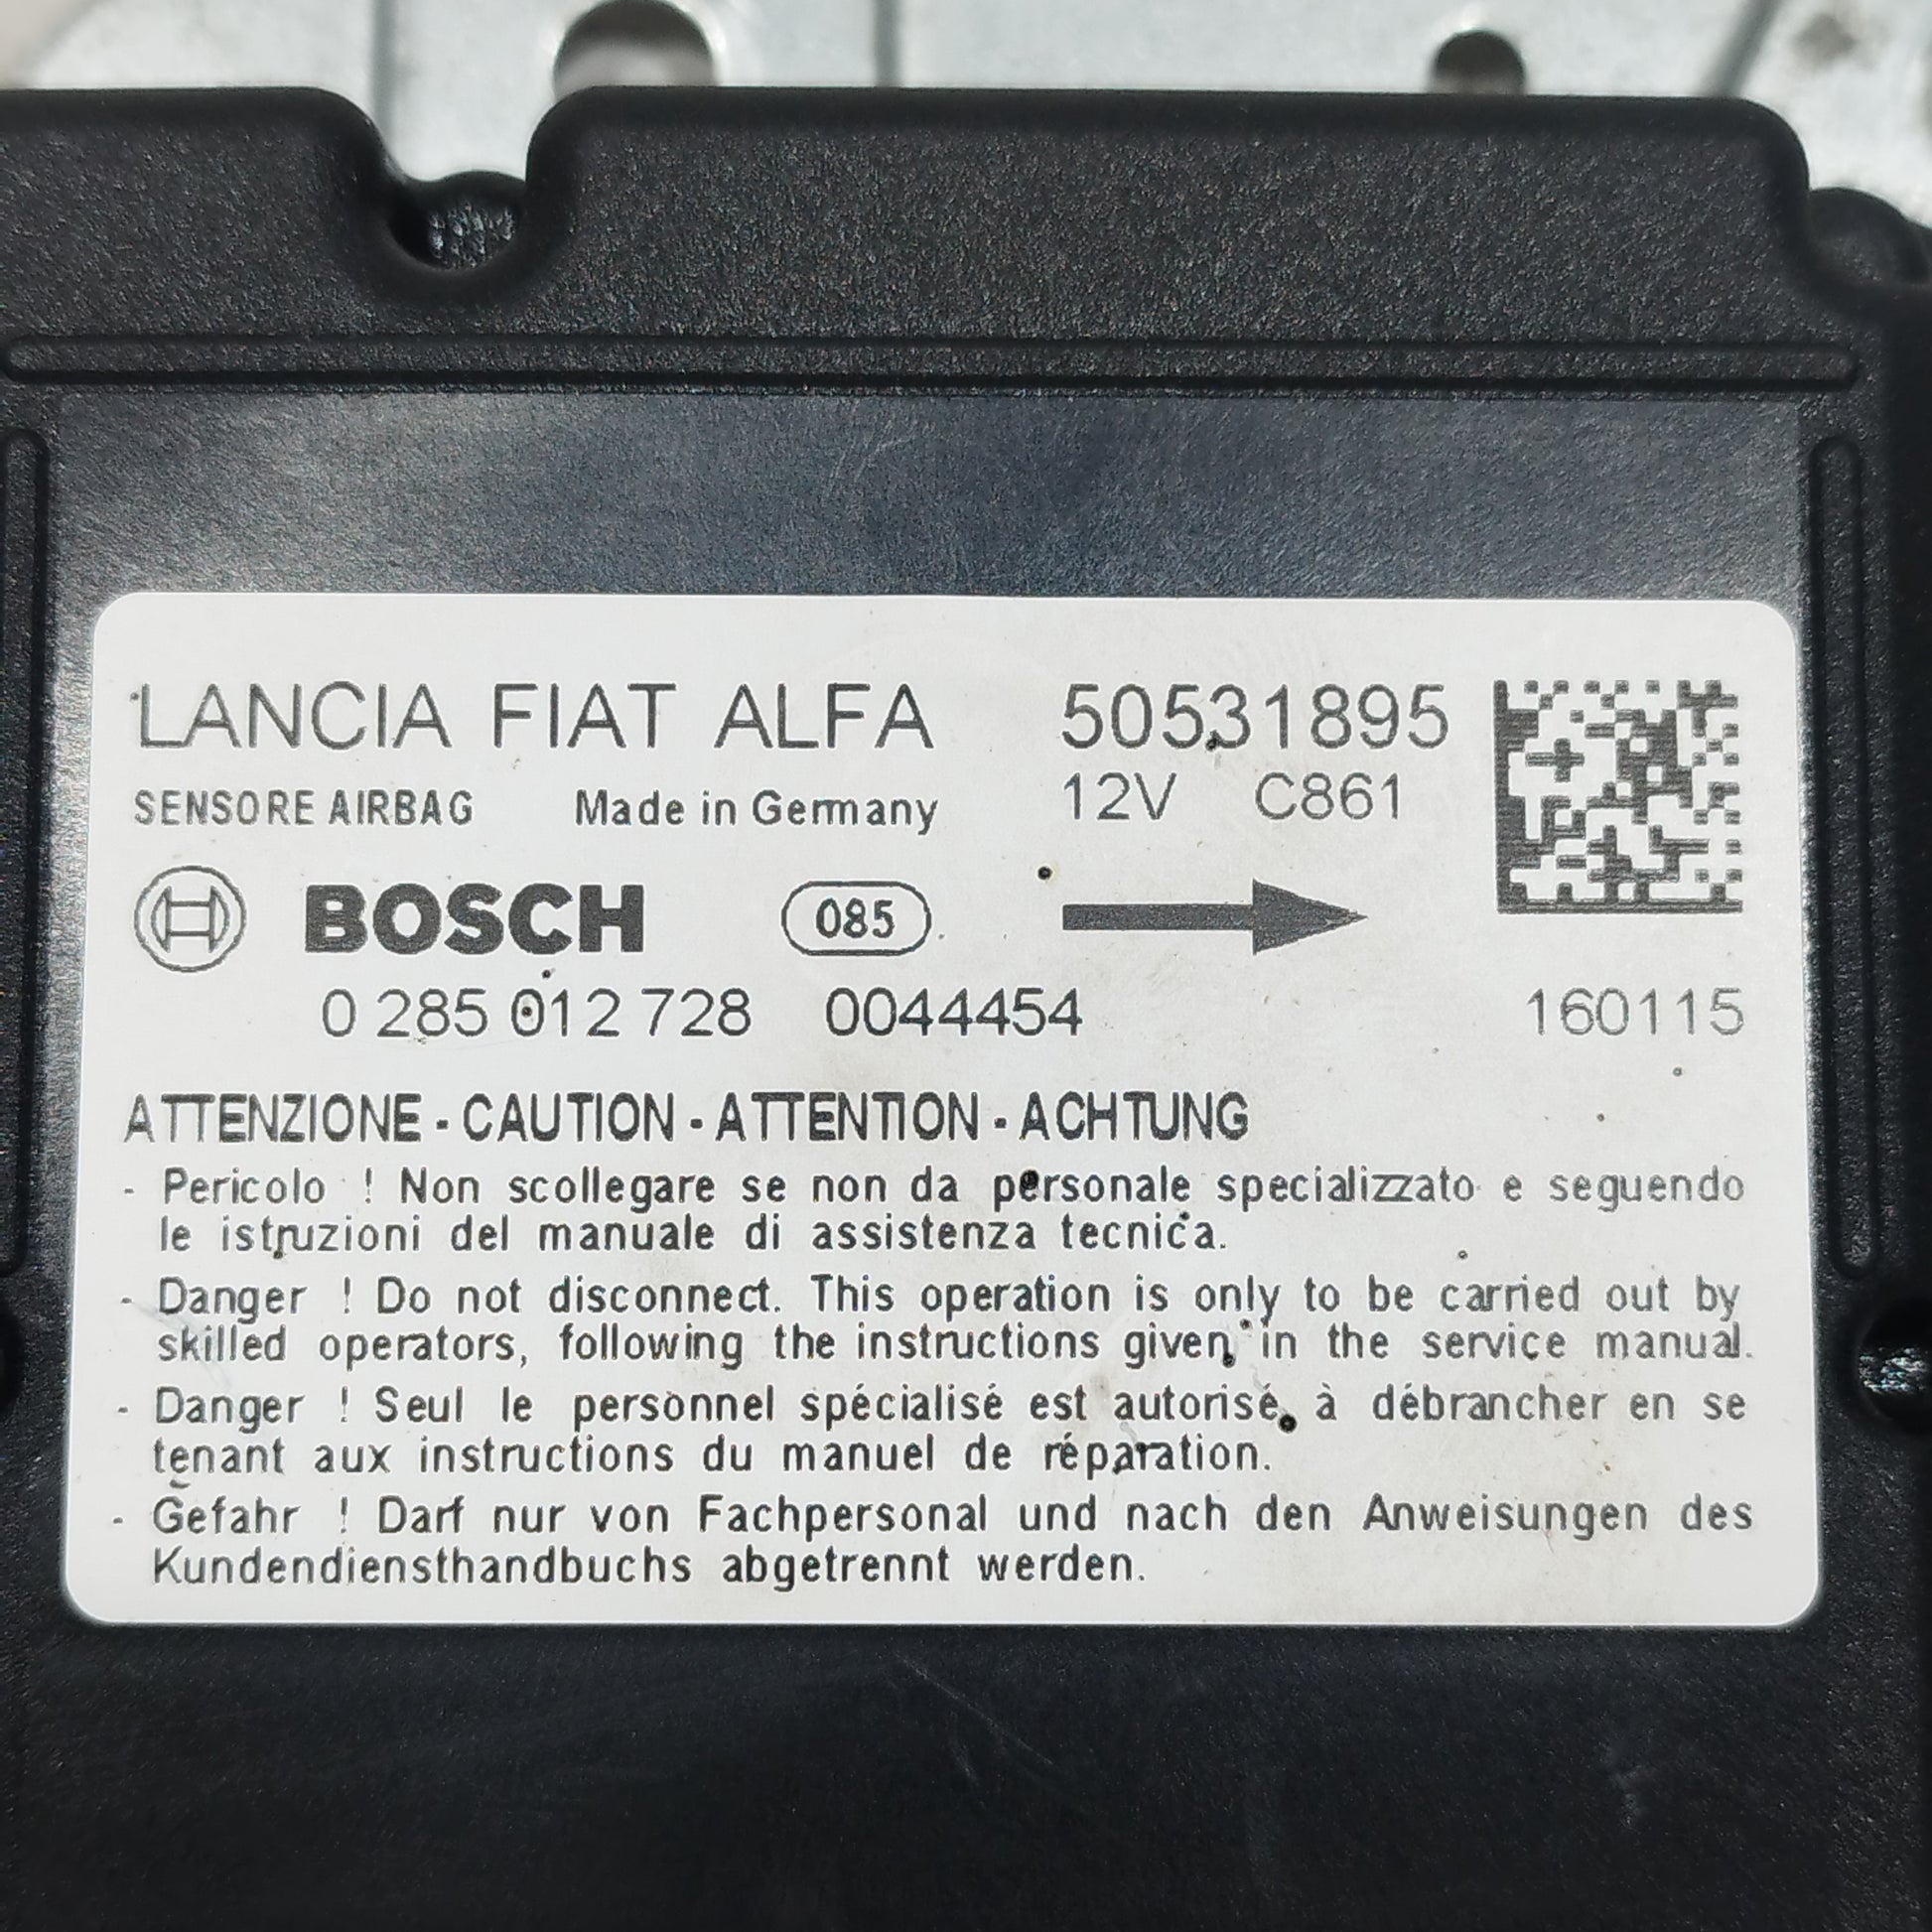 LANCIA FIAT ALFA 50531895
SENSORE AIRBAG Made in Germany 12V C861
BOSCH 085
0 285 012 728 0044454 160115
ATTENZIONE - CAUTION - ATTENTION - ACHTUNG
- Pericolo ! Non scollegare se non da personale specializzato e seguendo
le istruzioni del manuale di assistenza tecnica.
- Danger ! Do not disconnect. This operation is only to be carried out by
skilled operators, following the instructions given in the service manual.
- Danger ! Seul le personnel spécialisé est autorisé à débrancher en se
tenant aux instructions du manuel de réparation.
- Gefahr ! Darf nur von Fachpersonal und nach den Anweisungen des
Kundendiensthandbuchs abgetrennt werden.